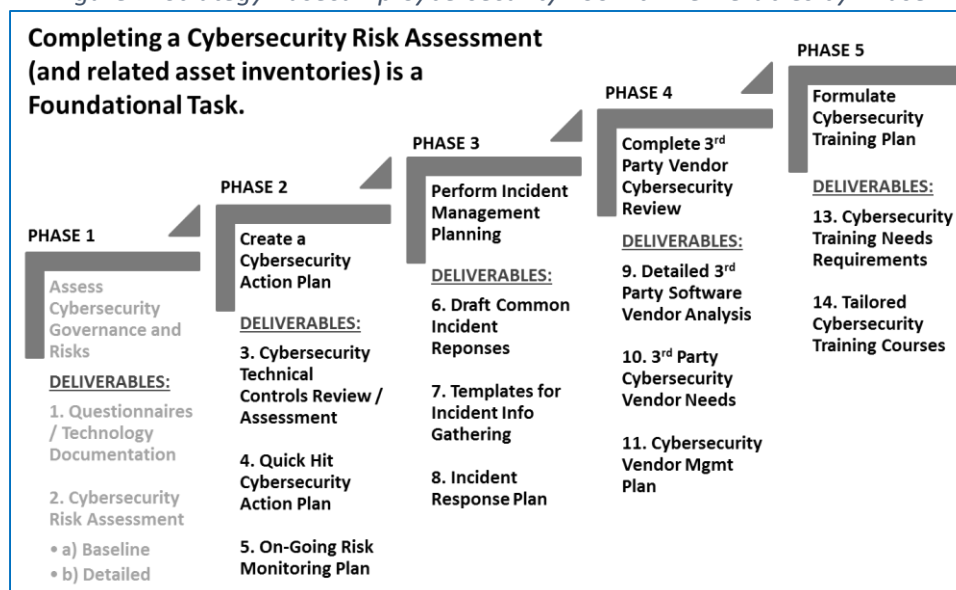 Completing a Cybersecurity Risk Assessment
(and related asset inventories) is a
Foundational Task.
PHASE 1
Assess
Cybersecurity
Governance and
Risks
DELIVERABLES:
1. Questionnaires
/ Technology
Documentation
2. Cybersecurity
Risk Assessment
• a) Baseline
• b) Detailed
PHASE 2
Create a
Cybersecurity
Action Plan
DELIVERABLES:
3. Cybersecurity
Technical
Controls Review /
Assessment
4. Quick Hit
Cybersecurity
Action Plan
5. On-Going Risk
Monitoring Plan
PHASE 3
Perform Incident
Management
Planning
DELIVERABLES:
6. Draft Common
Incident
Reponses
7. Templates for
Incident Info
Gathering
8. Incident
Response Plan
PHASE 4
Complete 3rd
Party Vendor
Cybersecurity
Review
DELIVERABLES:
9. Detailed 3rd
Party Software
Vendor Analysis
10. 3rd Party
Cybersecurity
Vendor Needs
11. Cybersecurity
Vendor Mgmt
Plan
PHASE 5
Formulate
Cybersecurity
Training Plan
DELIVERABLES:
13. Cybersecurity
Training Needs
Requirements
14. Tailored
Cybersecurity
Training Courses